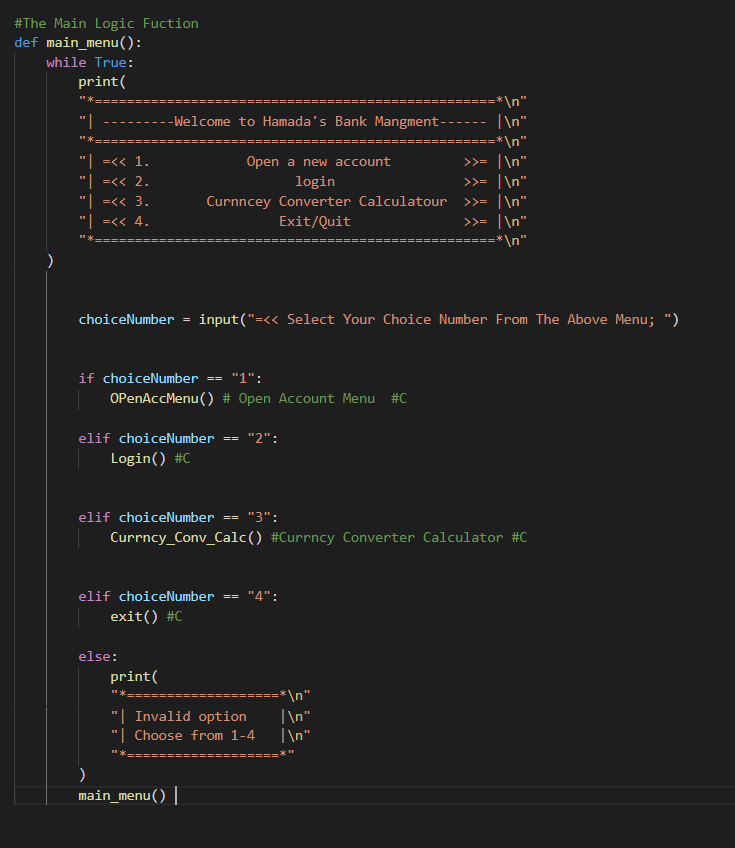 #The Main Logic Fuction
def main_menu():
while True:
print(
"*==================================================*\n"
"| ---------Welcome to Hamada's Bank Mangment------ |\n"
"*==================================================*\n"
"| =<< 1.            Open a new account         >>= |\n"
"| =<< 2.                  login                >>= |\n"
"| =<< 3.       Curnncey Converter Calculatour  >>= |\n"
"| =<< 4.                Exit/Quit              >>= |\n"
"*==================================================*\n"
)
choiceNumber = input("=<< Select Your Choice Number From The Above Menu; ")
if choiceNumber == "1":
OPenAccMenu() # Open Account Menu  #C
elif choiceNumber == "2":
Login() #C
elif choiceNumber == "3":
Currncy_Conv_Calc() #Currncy Converter Calculator #C
elif choiceNumber == "4":
exit() #C
else:
print(
"*===================*\n"
"| Invalid option    |\n"
"| Choose from 1-4   |\n"
"*===================*"
)
main_menu()